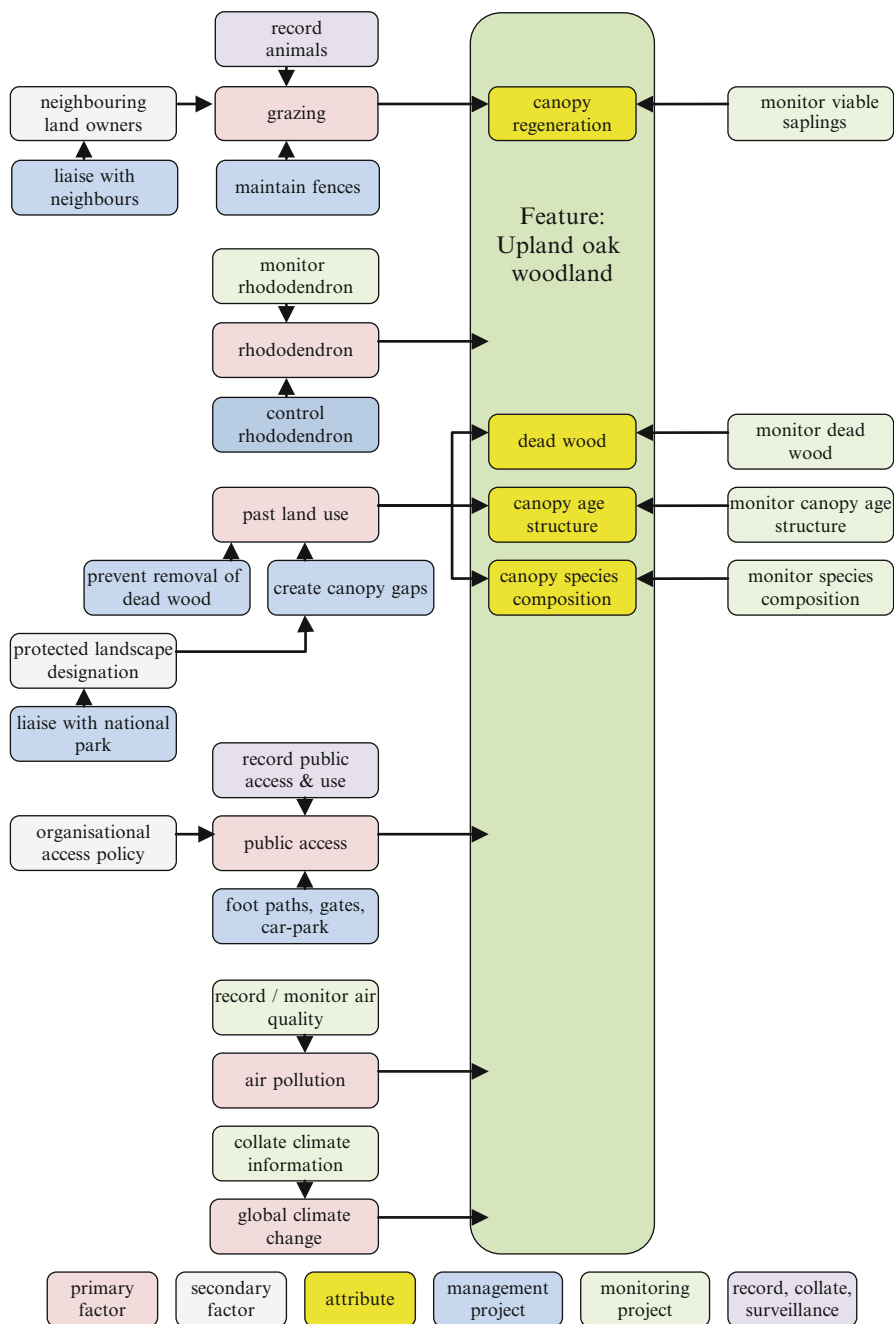 record
animals
neighbouring
land owners
grazing
canopy
regeneration
monitor viable
saplings
liaise with
neighbours
maintain fences
Feature:
Upland oak
woodland
monitor
rhododendron
rhododendron
control
rhododendron
dead wood
monitor dead
wood
past land use
canopy age
structure
monitor canopy age
structure
prevent removal of
dead wood
create canopy gaps
canopy species
composition
monitor species
composition
protected landscape
designation
liaise with national
park
record public
access & use
organisational
access policy
public access
foot paths, gates,
car-park
record / monitor air
quality
air pollution
collate climate
information
global climate
change
primary
factor
secondary
factor
attribute
management
project
monitoring
project
record, collate,
surveillance